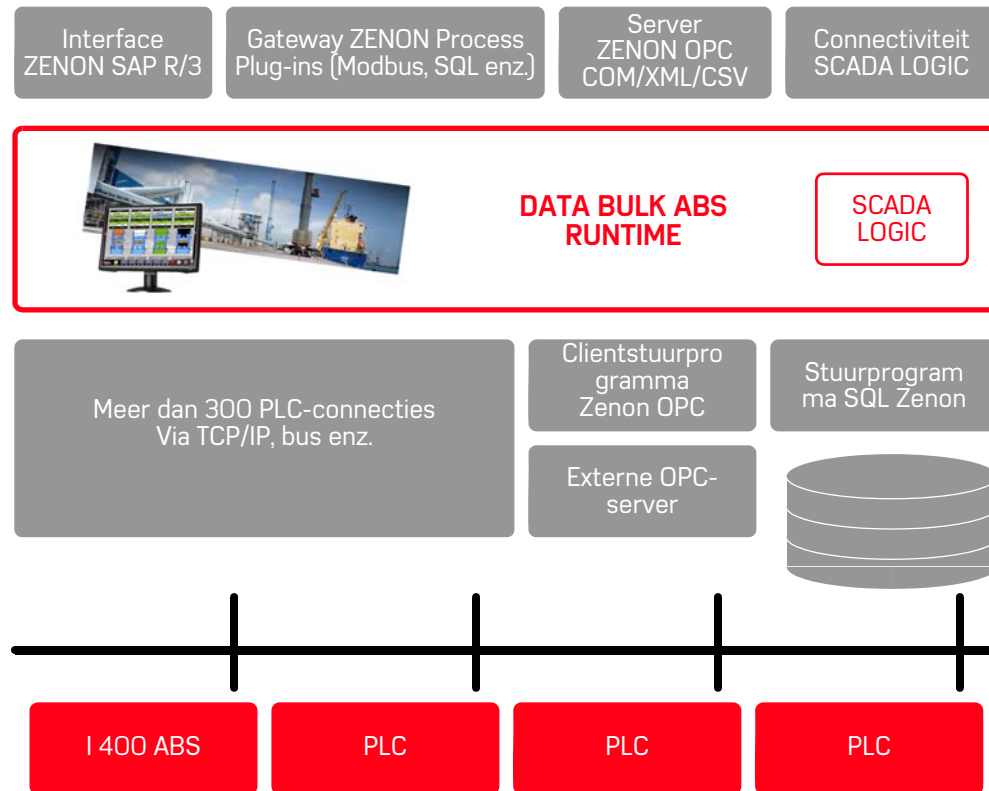 Interface
ZENON SAP R/3
Gateway ZENON Process
Plug-ins (Modbus, SQL enz.)
Server
ZENON OPC
COM/XML/CSV
Connectiviteit
SCADA LOGIC
DATA BULK ABS
RUNTIME
SCADA
LOGIC
Meer dan 300 PLC-connecties
Via TCP/IP, bus enz.
Clientstuurpro
gramma
Zenon OPC
Stuurprogram
ma SQL Zenon
Externe OPC-
server
I 400 ABS
PLC
PLC
PLC